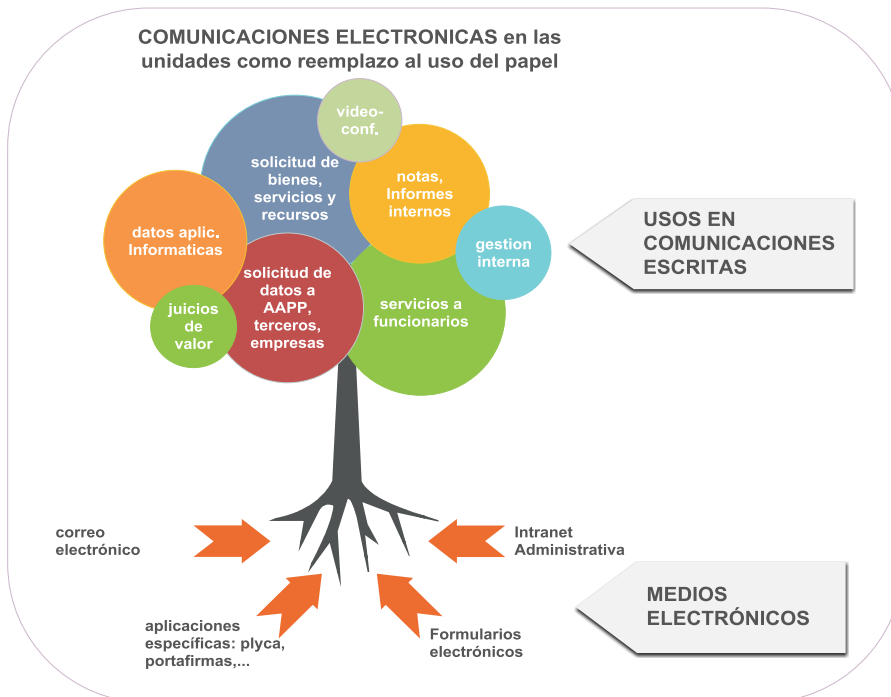 COMUNICACIONES ELECTRONICAS en las
unidades como reemplazo al uso del papel
video-
conf.
solicitud de
bienes,
servicios y
recursos
notas,
Informes
internos
datos aplic.
Informaticas
gestion
interna
solicitud de
datos a
AAPP,
terceros,
empresas
servicios a
funcionarios
juicios
de
valor
USOS EN
COMUNICACIONES
ESCRITAS
correo
electrónico
Intranet
Administrativa
aplicaciones
específicas: plyca,
portafirmas,...
Formularios
electrónicos
MEDIOS
ELECTRÓNICOS